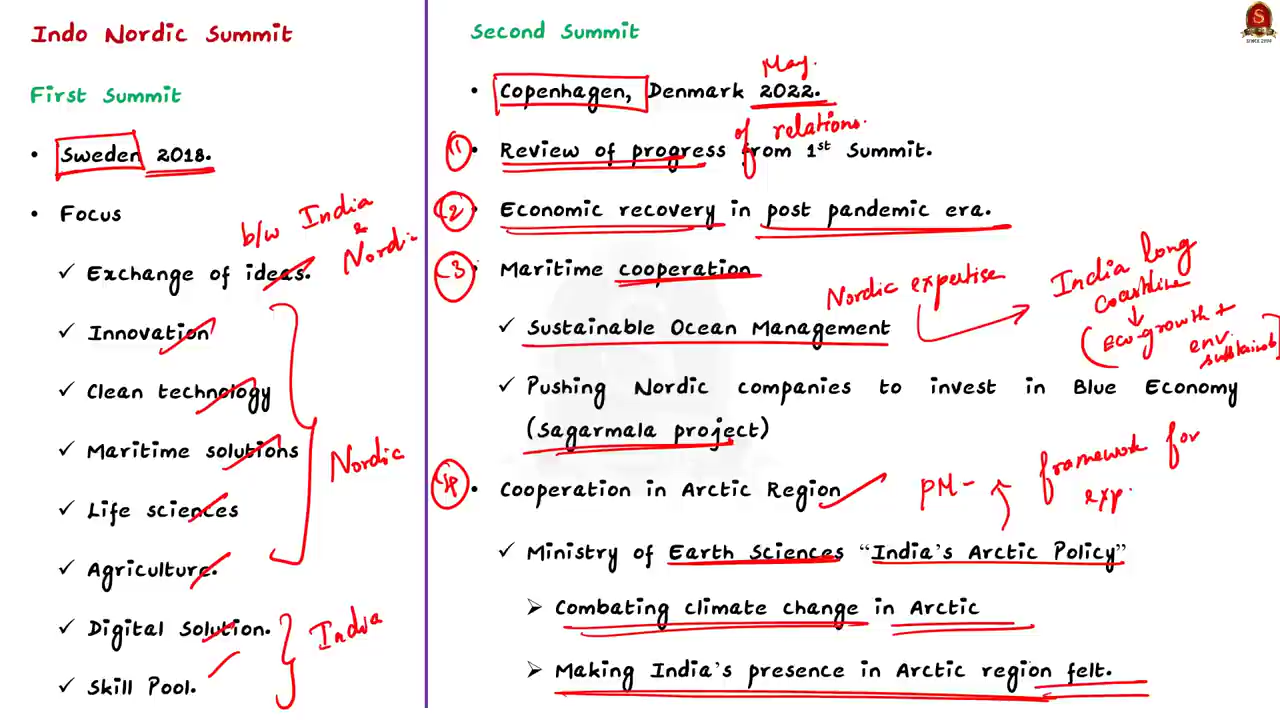 Indo Nordic Summit
First Summit
• Sweden 2018.
• Focus
b/w India
&
Nordic
✓ Exchange of ideas.
✓ Innovation
✓ Clean technology
✓ Maritime solutions
✓ Life sciences
✓ Agriculture.
Nordic
✓ Digital Solution.
✓ Skill Pool.
India
Second Summit
May.
• Copenhagen, Denmark 2022.
of relations.
(1) • Review of progress from 1st Summit.
(2) • Economic recovery in post pandemic era.
(3) • Maritime cooperation
Nordic expertise
India long
coastline
(Eco-growth +
env.
sustainab]
✓ Sustainable Ocean Management
✓ Pushing Nordic companies to invest in Blue Economy
(Sagarmala project)
(4) • Cooperation in Arctic Region
PM -
framework for
exp.
✓ Ministry of Earth Sciences “India's Arctic Policy”
➢ Combating climate change in Arctic
➢ Making India's presence in Arctic region felt.
S
SINCE 2004